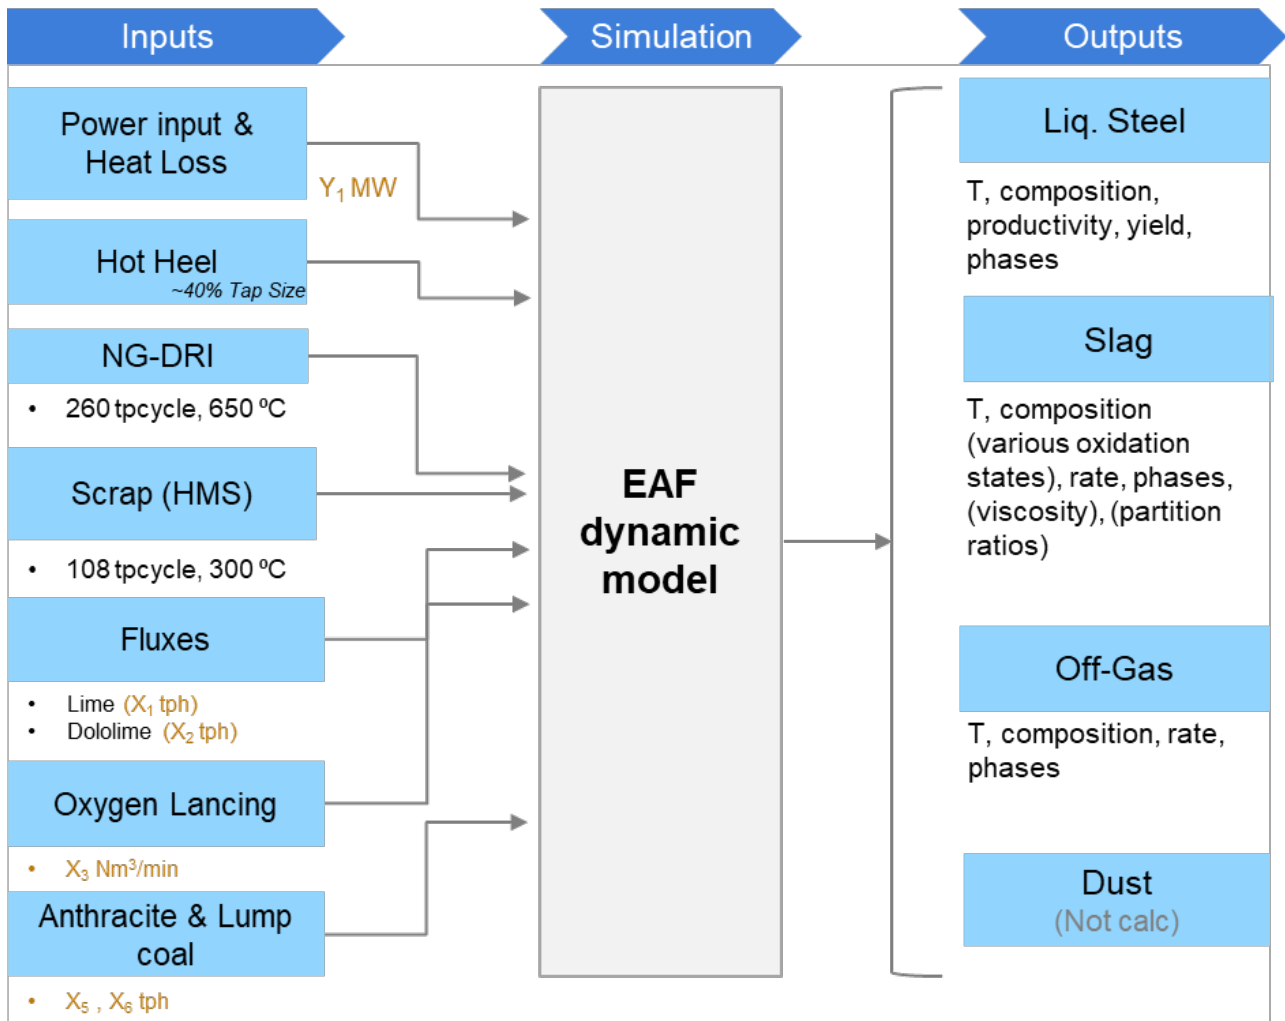 Inputs
Simulation
Outputs
Power input &
Heat Loss
Y₁ MW
Hot Heel
~40% Tap Size
NG-DRI
• 260 tpcycle, 650 ºC
Scrap (HMS)
• 108 tpcycle, 300 ºC
Fluxes
• Lime (X₁ tph)
• Dololime (X₂ tph)
Oxygen Lancing
• X₃ Nm³/min
Anthracite & Lump
coal
• X₅ , X₆ tph
EAF
dynamic
model
Liq. Steel
T, composition,
productivity, yield,
phases
Slag
T, composition
(various oxidation
states), rate, phases,
(viscosity), (partition
ratios)
Off-Gas
T, composition, rate,
phases
Dust
(Not calc)